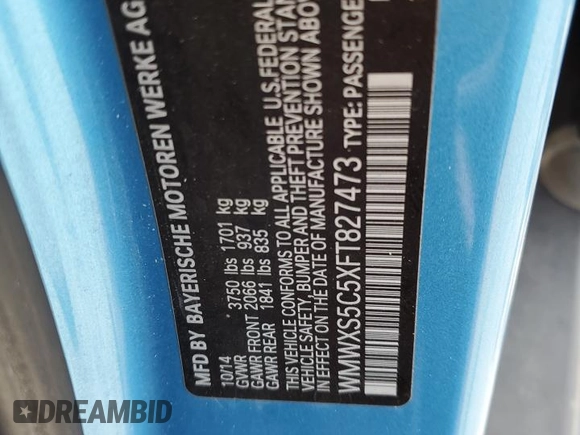 MFD BY BAYERISCHE MOTOREN WERKE AG
10/14
GVWR 3750 lbs 1701 kg
GAWR FRONT 2066 lbs 937 kg
GAWR REAR 1841 lbs 835 kg
THIS VEHICLE CONFORMS TO ALL APPLICABLE U.S.FEDERAL
VEHICLE SAFETY, BUMPER AND THEFT PREVENTION STAN
IN EFFECT ON THE DATE OF MANUFACTURE SHOWN ABOV
WMWXS5C5XFT827473 TYPE: PASSENGE
DREAMBID